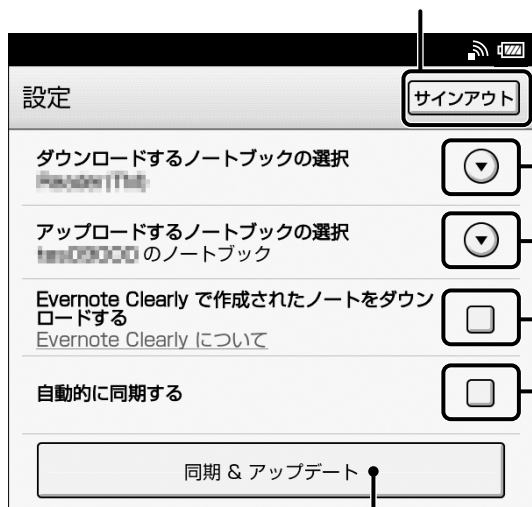 設定
サインアウト
ダウンロードするノートブックの選択
アップロードするノートブックの選択
のノートブック
Evernote Clearly で作成されたノートをダウン
ロードする
Evernote Clearly について
自動的に同期する
同期 & アップデート